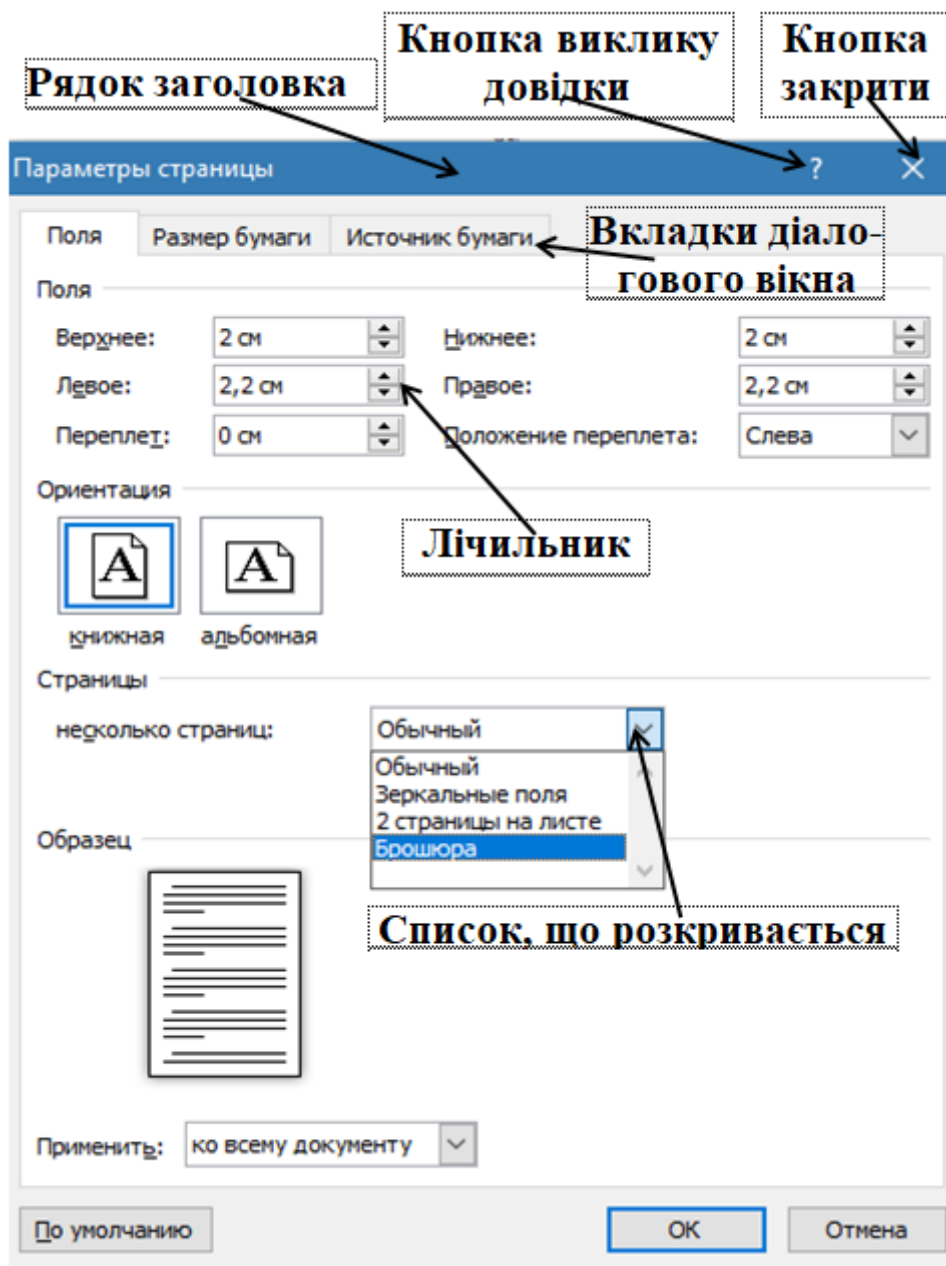 Кнопка виклику
довідки
Кнопка
закрити
Рядок заголовка
Параметры страницы ? ×
Поля Размер бумаги Источник бумаги
Вкладки діало-
гового вікна
Поля
Верхнее: 2 см Нижнее: 2 см
Левое: 2,2 см Правое: 2,2 см
Переплет: 0 см Положение переплета: Слева
Ориентация
Лічильник
A A
книжная альбомная
Страницы
несколько страниц: Обычный
Обычный
Зеркальные поля
2 страницы на листе
Брошюра
Образец
Список, що розкривається
Применить: ко всему документу
По умолчанию ОК Отмена